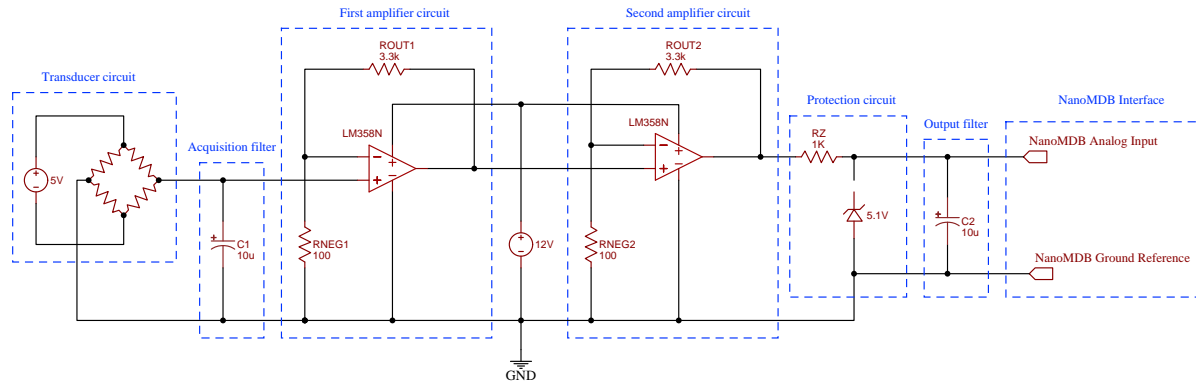 First amplifier circuit
Second amplifier circuit
ROUT1
3.3k
ROUT2
3.3k
Transducer circuit
Protection circuit
NanoMDB Interface
LM358N
LM358N
RZ
1K
Output filter
NanoMDB Analog Input
Acquisition filter
5V
5.1V
C1
10u
RNEG1
100
12V
RNEG2
100
C2
10u
NanoMDB Ground Reference
GND